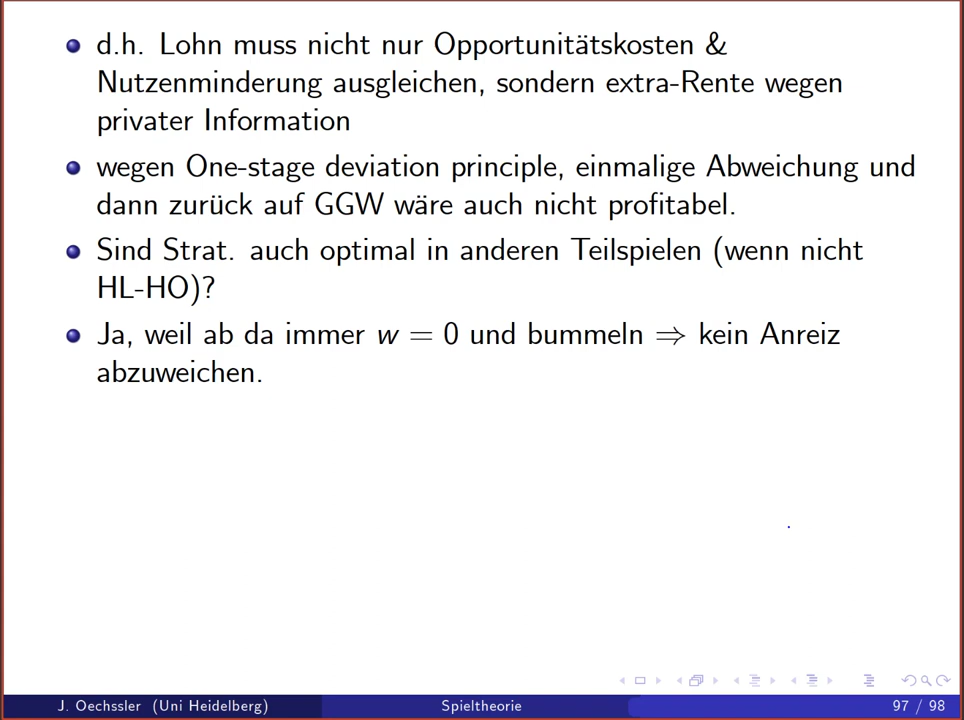 d.h. Lohn muss nicht nur Opportunitätskosten &
Nutzenminderung ausgleichen, sondern extra-Rente wegen
privater Information
wegen One-stage deviation principle, einmalige Abweichung und
dann zurück auf GGW wäre auch nicht profitabel.
Sind Strat. auch optimal in anderen Teilspielen (wenn nicht
HL-HO)?
Ja, weil ab da immer w = 0 und bummeln ⇒ kein Anreiz
abzuweichen.
J. Oechssler (Uni Heidelberg) Spieltheorie 97 / 98